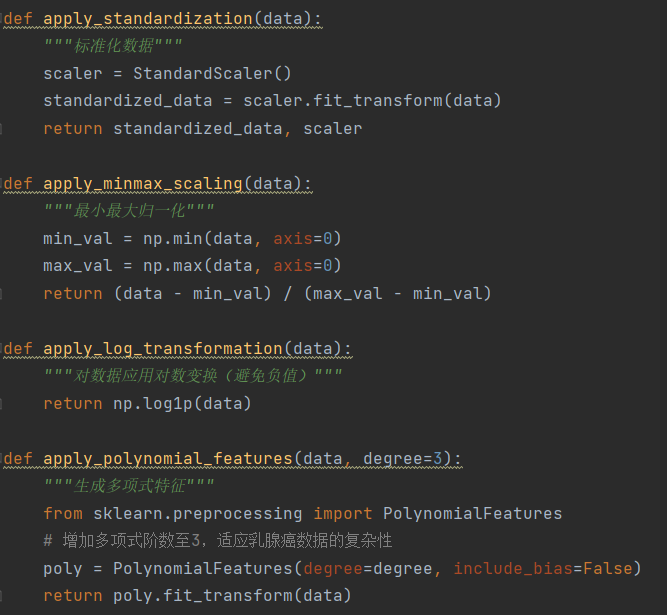 def apply_standardization(data):
    """标准化数据"""
    scaler = StandardScaler()
    standardized_data = scaler.fit_transform(data)
    return standardized_data, scaler
def apply_minmax_scaling(data):
    """最小最大归一化"""
    min_val = np.min(data, axis=0)
    max_val = np.max(data, axis=0)
    return (data - min_val) / (max_val - min_val)
def apply_log_transformation(data):
    """对数据应用对数变换（避免负值）"""
    return np.log1p(data)
def apply_polynomial_features(data, degree=3):
    """生成多项式特征"""
    from sklearn.preprocessing import PolynomialFeatures
    # 增加多项式阶数至3，适应乳腺癌数据的复杂性
    poly = PolynomialFeatures(degree=degree, include_bias=False)
    return poly.fit_transform(data)